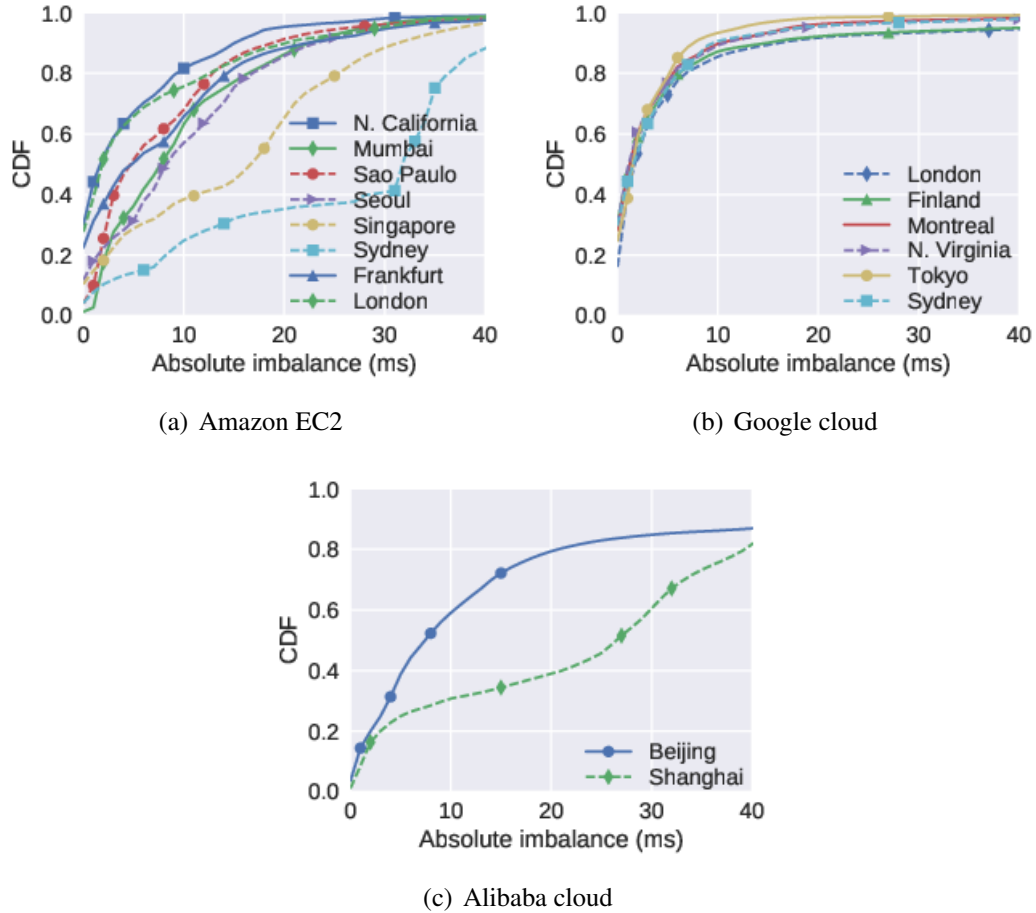 1.0
0.8
0.6
0.4
0.2
0.0
CDF
0 10 20 30 40
Absolute imbalance (ms)
N. California
Mumbai
Sao Paulo
Seoul
Singapore
Sydney
Frankfurt
London
(a) Amazon EC2
1.0
0.8
0.6
0.4
0.2
0.0
CDF
0 10 20 30 40
Absolute imbalance (ms)
London
Finland
Montreal
N. Virginia
Tokyo
Sydney
(b) Google cloud
1.0
0.8
0.6
0.4
0.2
0.0
CDF
0 10 20 30 40
Absolute imbalance (ms)
Beijing
Shanghai
(c) Alibaba cloud